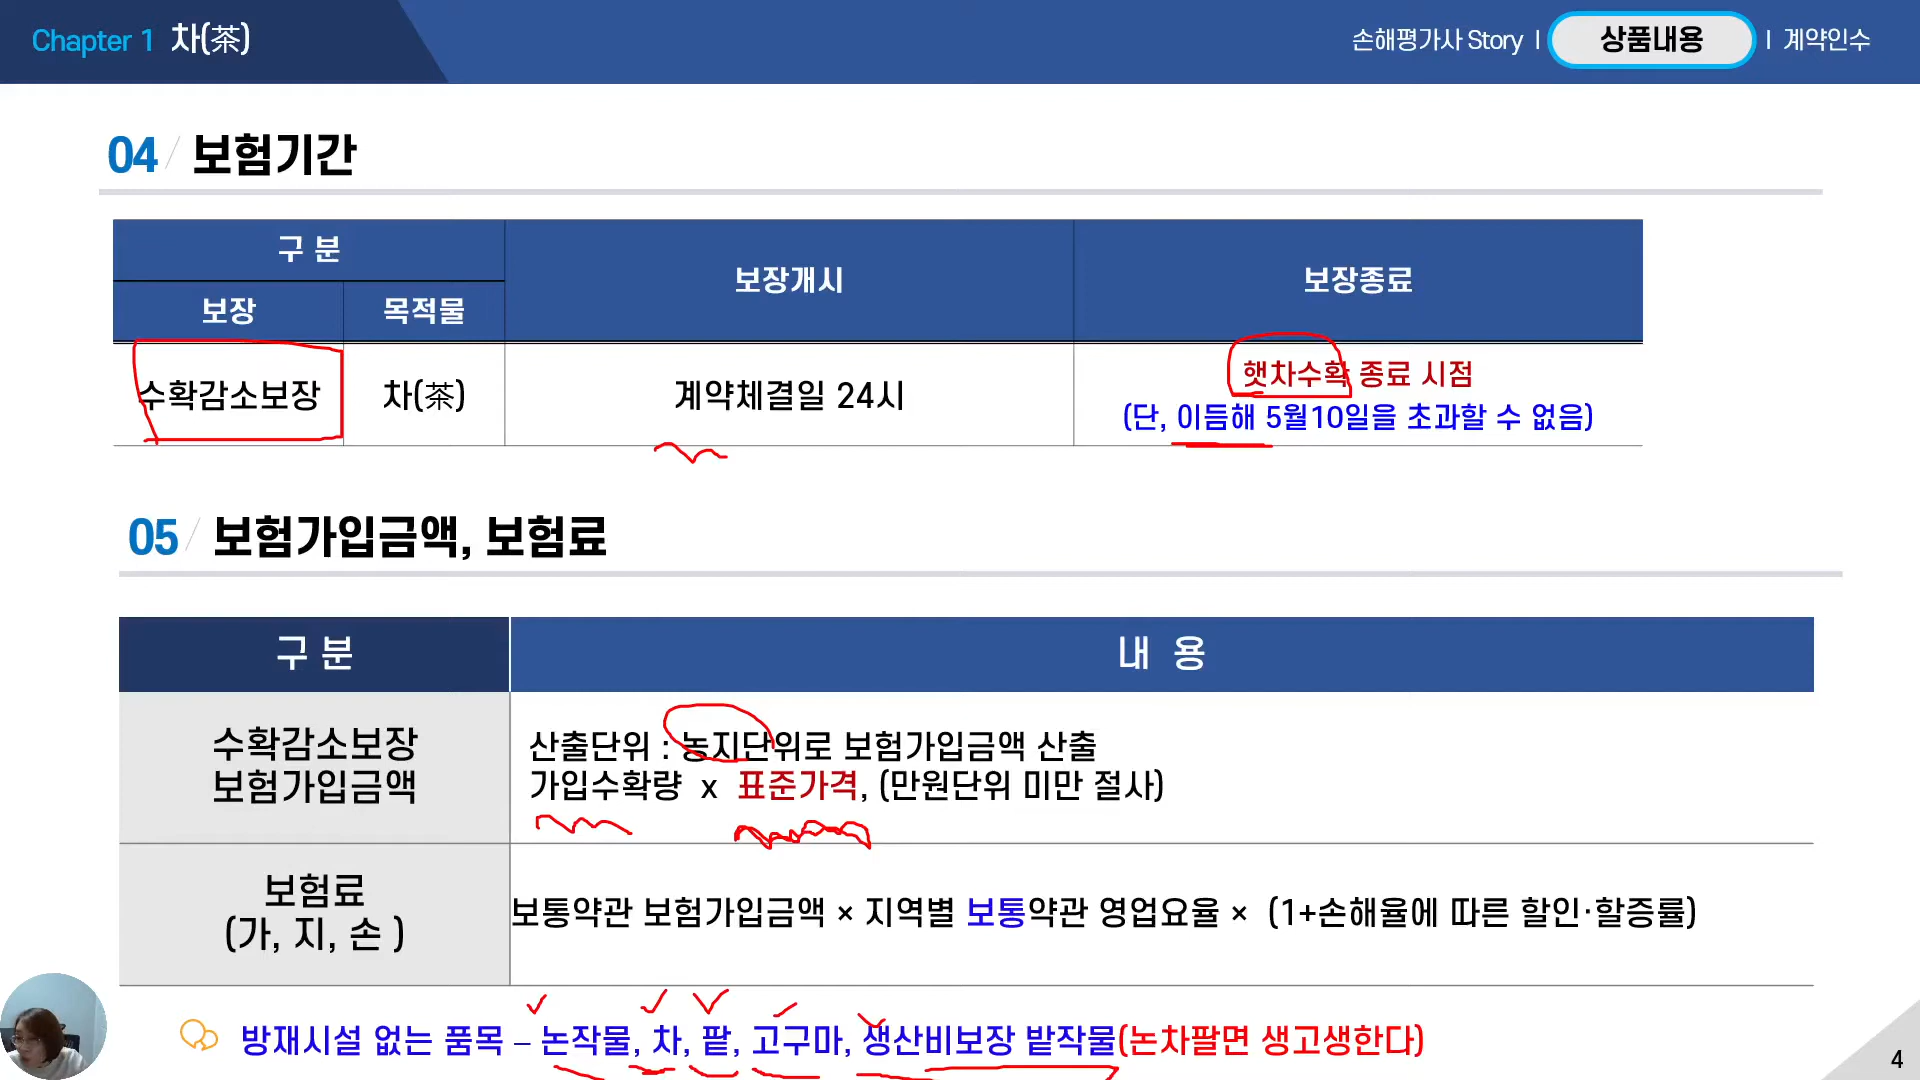 Chapter 1 차(茶)
손해평가사 Story | 상품내용 | 계약인수
04 / 보험기간
구 분
보장개시
보장종료
보장
목적물
수확감소보장
차(茶)
계약체결일 24시
햇차수확 종료 시점
(단, 이듬해 5월10일을 초과할 수 없음)
05 / 보험가입금액, 보험료
구 분
내 용
수확감소보장
보험가입금액
산출단위 : 농지단위로 보험가입금액 산출
가입수확량 x 표준가격, (만원단위 미만 절사)
보험료
(가, 지, 손 )
보통약관 보험가입금액 × 지역별 보통약관 영업요율 × (1+손해율에 따른 할인·할증률)
방재시설 없는 품목 – 논작물, 차, 팥, 고구마, 생산비보장 밭작물(논차팔면 생고생한다)
4